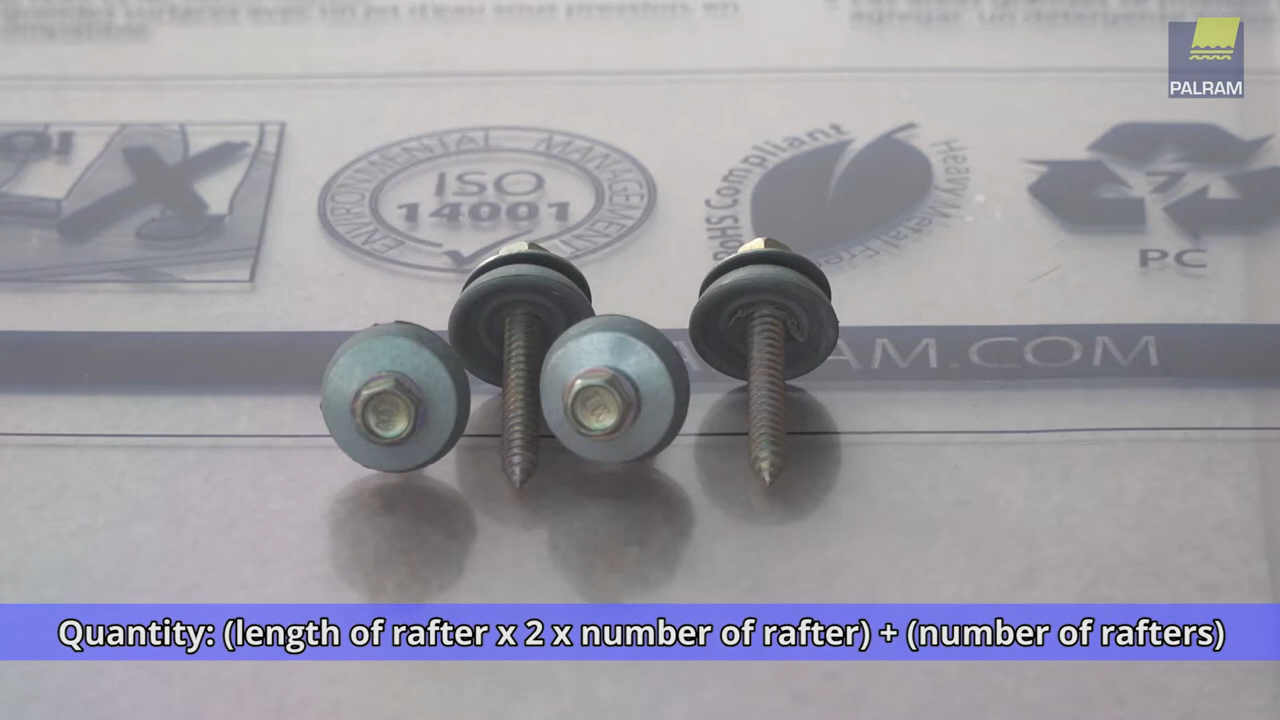 PALRAM
ENVIRONMENTAL MANAGEMENT
ISO
14001
RoHS Compliant
Heavy Metal Free
7
PC
AM.COM
Quantity: (length of rafter x 2 x number of rafter) + (number of rafters)